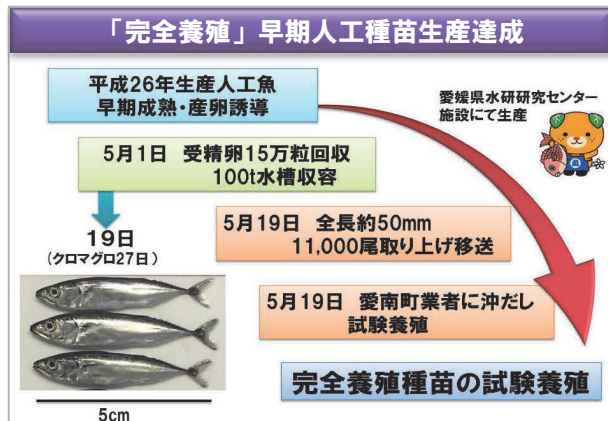 「完全養殖」早期人工種苗生産達成
平成26年生産人工魚
早期成熟・産卵誘導
愛媛県水研研究センター
施設にて生産
5月1日 受精卵15万粒回収
100t水槽収容
19日
(クロマグロ27日)
5月19日 全長約50mm
11,000尾取り上げ移送
5月19日 愛南町業者に沖だし
試験養殖
完全養殖種苗の試験養殖
5cm